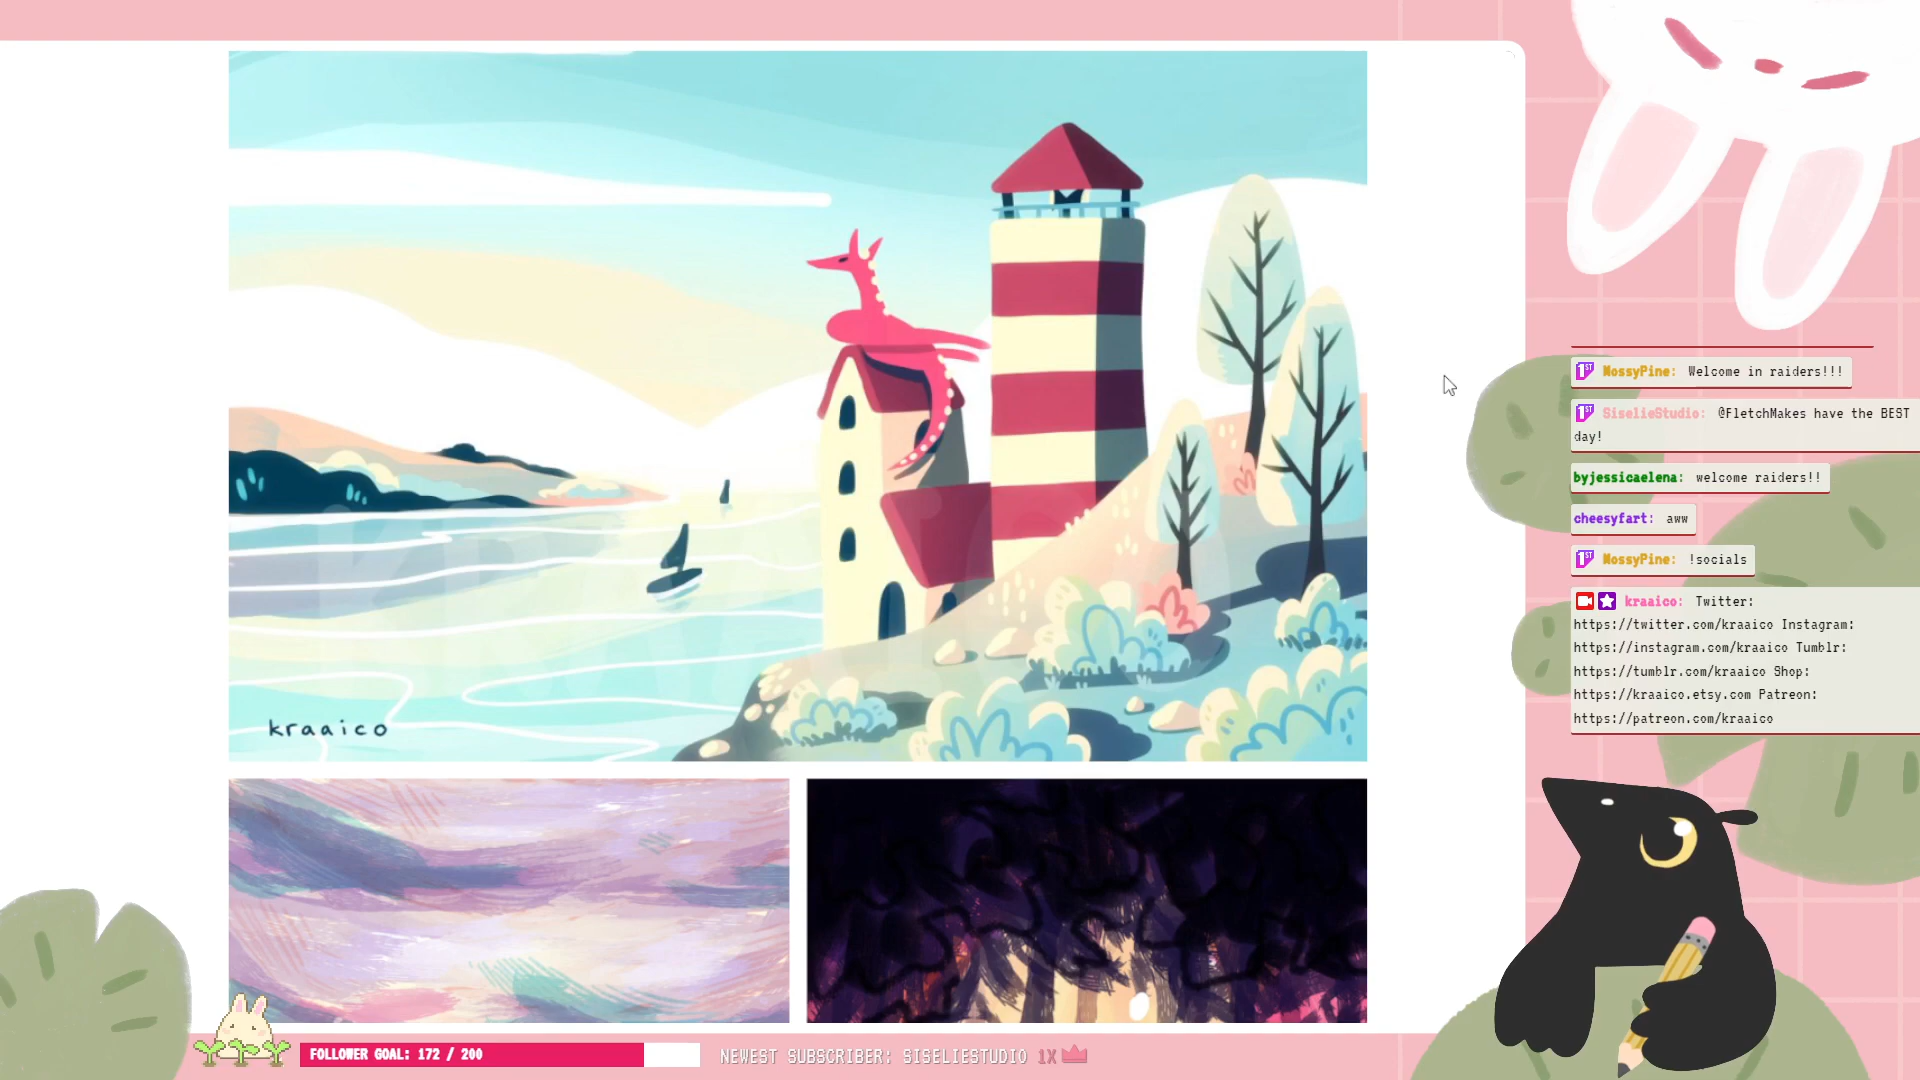 kraaico
NossyPine: Welcome in raiders!!!
SiselieStudio: @FletchMakes have the BEST
day!
byjessicaelena: welcome raiders!!
cheesyfart: aww
NossyPine: !socials
kraaico: Twitter:
https://twitter.com/kraaico Instagram:
https://instagram.com/kraaico Tumblr:
https://tumblr.com/kraaico Shop:
https://kraaico.etsy.com Patreon:
https://patreon.com/kraaico
FOLLOWER GOAL: 172 / 200
NEWEST SUBSCRIBER: SISELIESTUDIO 1X